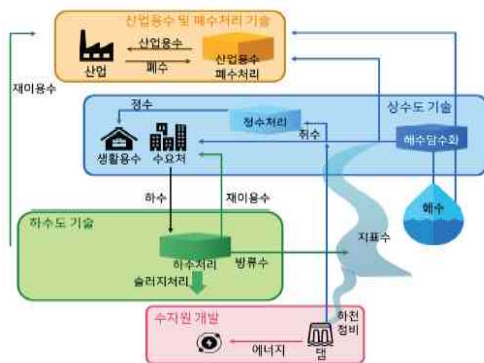 산업용수 및 폐수처리 기술
산업용수
산업
폐수
산업용수
폐수처리
재미용수
상수도 기술
정수
정수처리
취수
해수담수화
생활용수
수요처
해수
하수
재미용수
지표수
하수도 기술
하수처리
방류수
슬러지처리
수자원 개발
하천
정비
댐
에너지